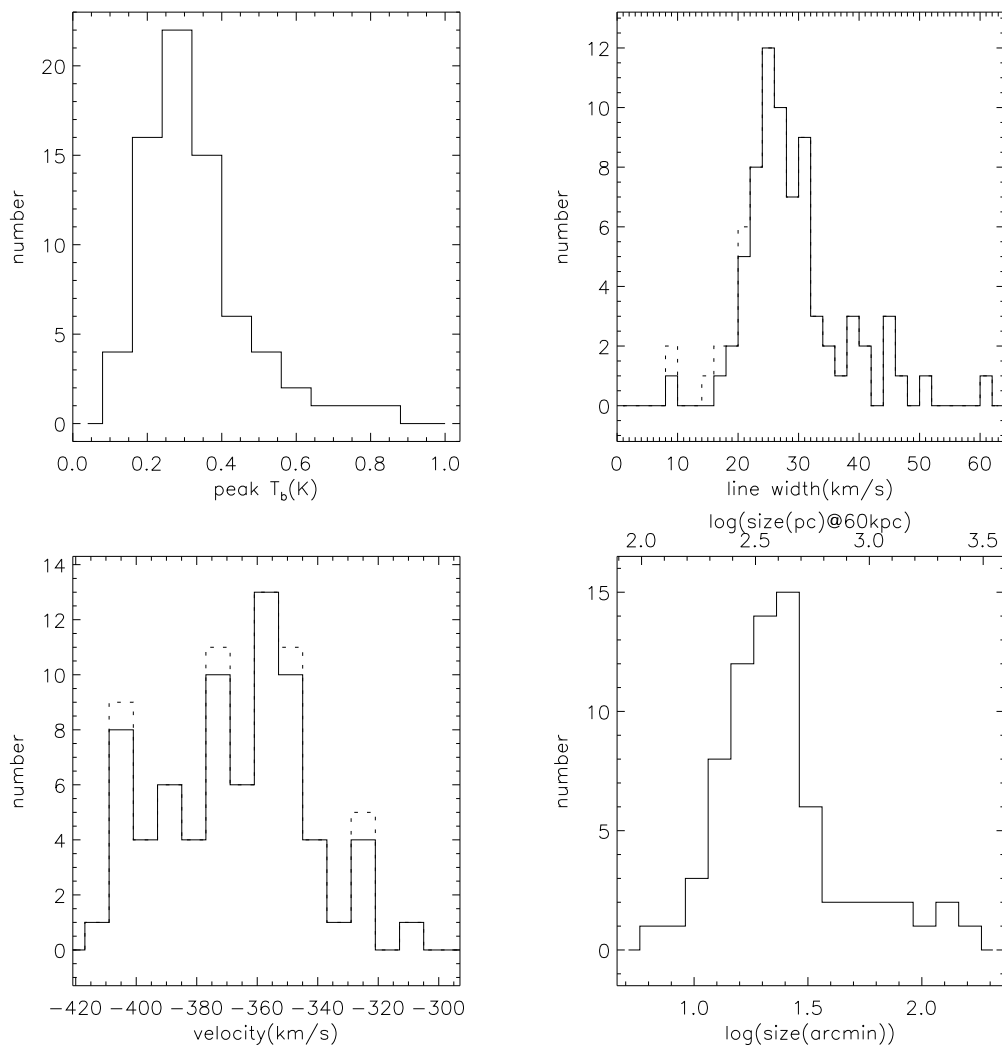 20
15
10
5
0
number
0.0 0.2 0.4 0.6 0.8 1.0
peak T_b(K)
12
10
8
6
4
2
0
number
0 10 20 30 40 50 60
line width(km/s)
14
12
10
8
6
4
2
0
number
−420 −400 −380 −360 −340 −320 −300
velocity(km/s)
log(size(pc)@60kpc)
2.0 2.5 3.0 3.5
15
10
5
0
number
1.0 1.5 2.0
log(size(arcmin))